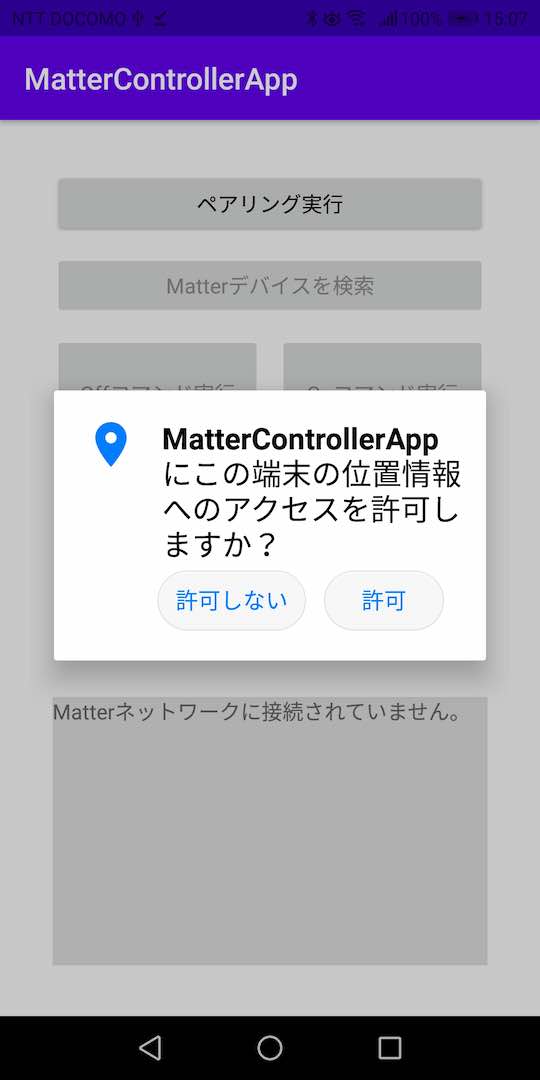 NTT DOCOMO 100% 15:07
MatterControllerApp
ペアリング実行
Matterデバイスを検索
Offコマンド実行 Onコマンド実行
MatterControllerApp
にこの端末の位置情報
へのアクセスを許可し
ますか？
許可しない 許可
Matterネットワークに接続されていません。